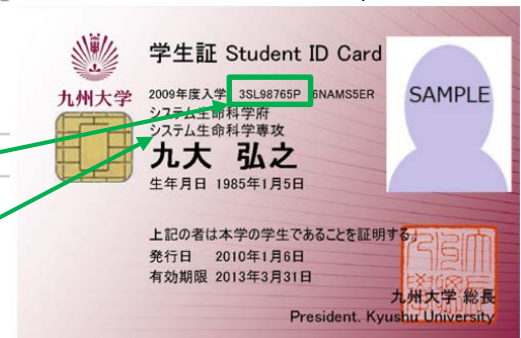 学生証 Student ID Card
九州大学
2009年度入学 3SL98765P 6NAMS5ER
システム生命科学府
システム生命科学専攻
九大 弘之
生年月日 1985年1月5日
SAMPLE
上記の者は本学の学生であることを証明する。
発行日 2010年1月6日
有効期限 2013年3月31日
九州大学 総長
President. Kyushu University